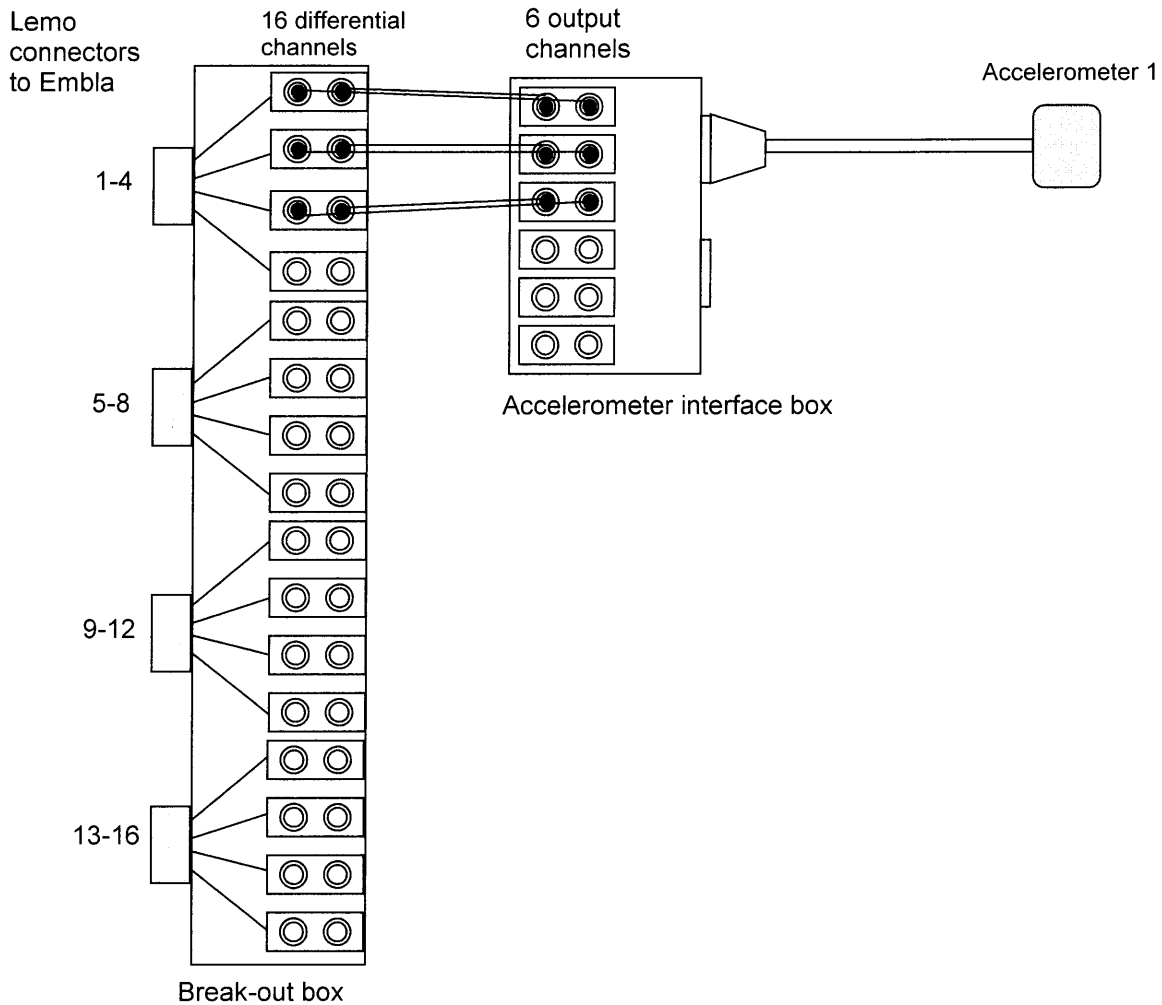 Lemo
connectors
to Embla
16 differential
channels
6 output
channels
Accelerometer 1
1-4
5-8
Accelerometer interface box
9-12
13-16
Break-out box